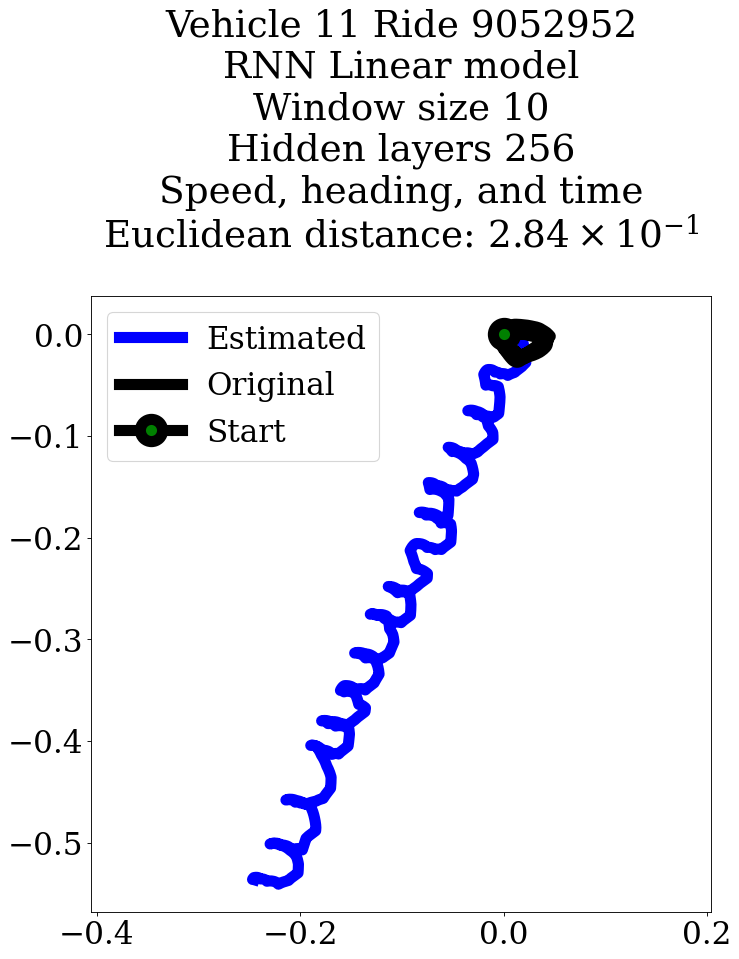 Vehicle 11 Ride 9052952
RNN Linear model
Window size 10
Hidden layers 256
Speed, heading, and time
Euclidean distance: 2.84 × 10⁻¹
Estimated
Original
Start
0.0
−0.1
−0.2
−0.3
−0.4
−0.5
−0.4
−0.2
0.0
0.2